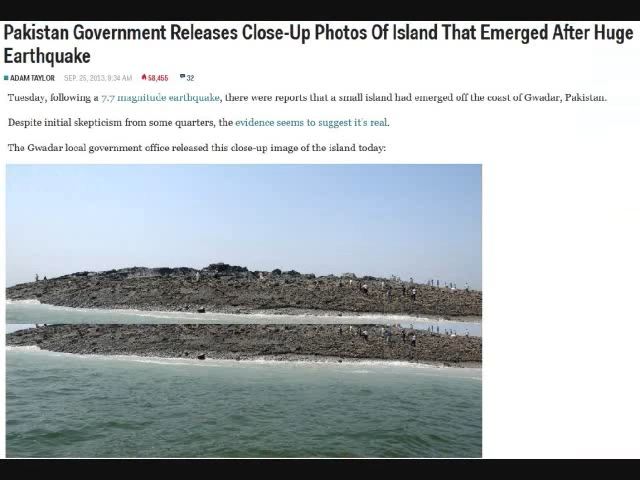 Pakistan Government Releases Close-Up Photos Of Island That Emerged After Huge
Earthquake
ADAM TAYLOR SEP. 25, 2013, 9:34 AM 58,455 32
Tuesday, following a 7.7 magnitude earthquake, there were reports that a small island had emerged off the coast of Gwadar, Pakistan.
Despite initial skepticism from some quarters, the evidence seems to suggest it's real.
The Gwadar local government office released this close-up image of the island today: